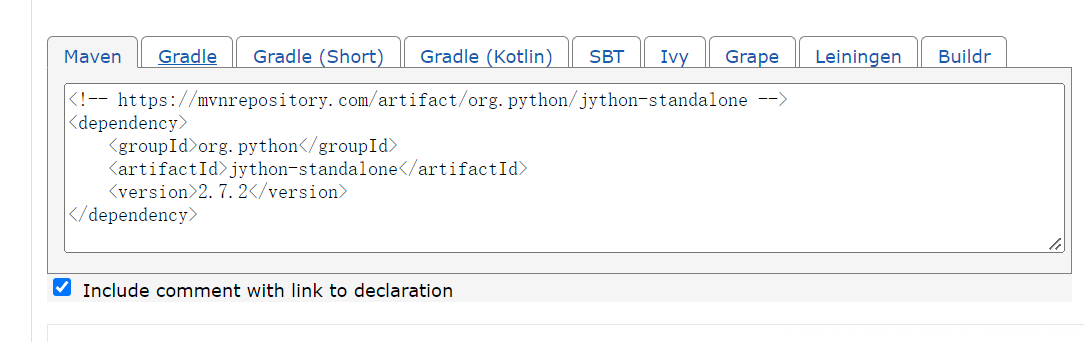 Maven Gradle Gradle (Short) Gradle (Kotlin) SBT Ivy Grape Leiningen Buildr
<!-- https://mvnrepository.com/artifact/org.python/jython-standalone -->
<dependency>
    <groupId>org.python</groupId>
    <artifactId>jython-standalone</artifactId>
    <version>2.7.2</version>
</dependency>
Include comment with link to declaration